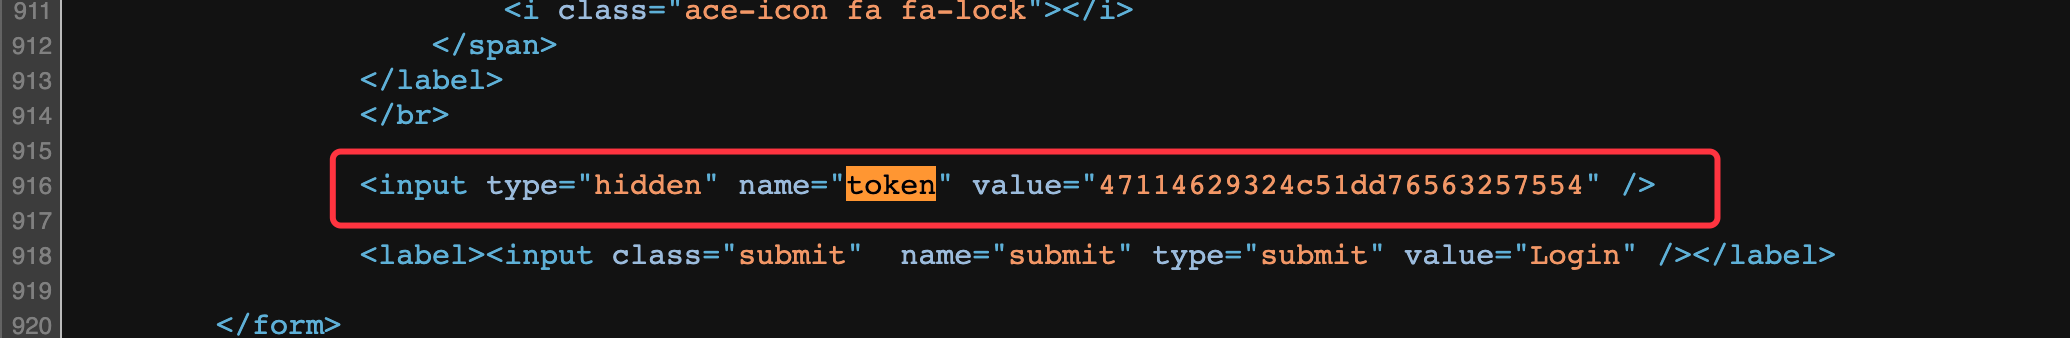 911 <i class="ace-icon fa fa-lock"></i>
912 </span>
913 </label>
914 </br>
915
916 <input type="hidden" name="token" value="47114629324c51dd76563257554" />
917
918 <label><input class="submit"  name="submit" type="submit" value="Login" /></label>
919
920 </form>